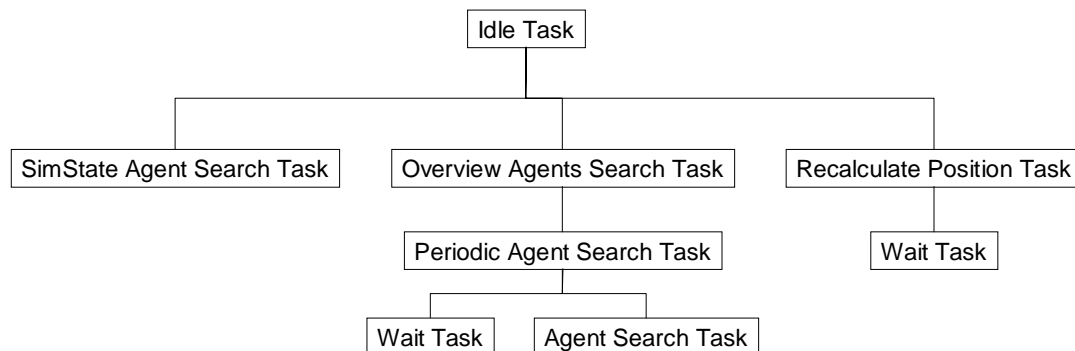 Idle Task
SimState Agent Search Task
Overview Agents Search Task
Recalculate Position Task
Periodic Agent Search Task
Wait Task
Wait Task
Agent Search Task